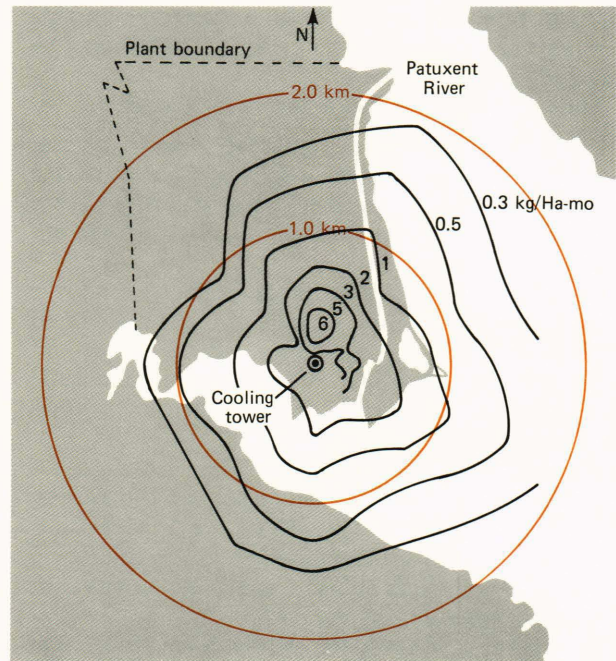 N
Plant boundary
Patuxent
River
2.0 km
0.3 kg/Ha-mo
0.5
1.0 km
1
2
3
5
6
Cooling
tower